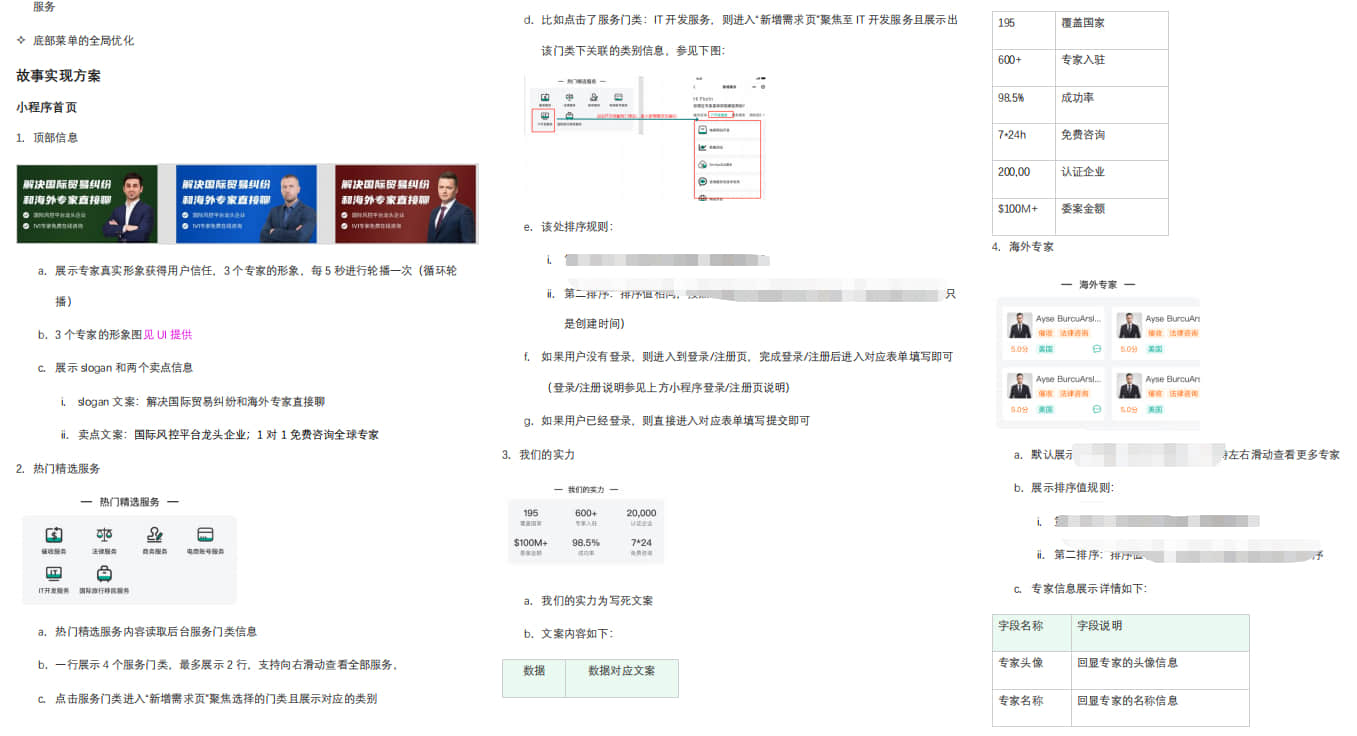 服务
❖ 底部菜单的全局优化
故事实现方案
小程序首页
1. 顶部信息
解决国际贸易纠纷
和海外专家直接聊
国际风控平台龙头企业
1V1专家免费在线咨询
解决国际贸易纠纷
和海外专家直接聊
国际风控平台龙头企业
1V1专家免费在线咨询
解决国际贸易纠纷
和海外专家直接聊
国际风控平台龙头企业
1V1专家免费在线咨询
a. 展示专家真实形象获得用户信任，3 个专家的形象，每 5 秒进行轮播一次（循环轮
播）
b. 3 个专家的形象图见 UI 提供
c. 展示 slogan 和两个卖点信息
i. slogan 文案：解决国际贸易纠纷和海外专家直接聊
ii. 卖点文案：国际风控平台龙头企业；1 对 1 免费咨询全球专家
2. 热门精选服务
— 热门精选服务 —
催收服务 法律服务 商务服务 电商账号服务
IT开发服务 国际旅行移民服务
a. 热门精选服务内容读取后台服务门类信息
b. 一行展示 4 个服务门类，最多展示 2 行，支持向右滑动查看全部服务，
c. 点击服务门类进入“新增需求页”聚焦选择的门类且展示对应的类别
d. 比如点击了服务门类：IT 开发服务，则进入“新增需求页”聚焦至 IT 开发服务且展示出
该门类下关联的类别信息，参见下图：
— 热门精选服务 —
e. 该处排序规则：
i.
ii. 第二排序：排序值相同， 只
是创建时间）
f. 如果用户没有登录，则进入到登录/注册页，完成登录/注册后进入对应表单填写即可
（登录/注册说明参见上方小程序登录/注册页说明）
g. 如果用户已经登录，则直接进入对应表单填写提交即可
3. 我们的实力
— 我们的实力 —
195 600+ 20,000
覆盖国家 专家入驻 认证企业
$100M+ 98.5% 7*24
委案金额 成功率 免费咨询
a. 我们的实力为写死文案
b. 文案内容如下：
数据 数据对应文案
195 覆盖国家
600+ 专家入驻
98.5% 成功率
7*24h 免费咨询
200,00 认证企业
$100M+ 委案金额
4. 海外专家
— 海外专家 —
Ayse BurcuArsl... Ayse BurcuArs
催收 法律咨询 催收 法律咨询
5.0分 美国 5.0分 美国
Ayse BurcuArsl... Ayse BurcuArs
催收 法律咨询 催收 法律咨询
5.0分 美国 5.0分 美国
a. 默认展示 左右滑动查看更多专家
b. 展示排序值规则：
i.
ii. 第二排序：排序值 序
c. 专家信息展示详情如下：
字段名称 字段说明
专家头像 回显专家的头像信息
专家名称 回显专家的名称信息